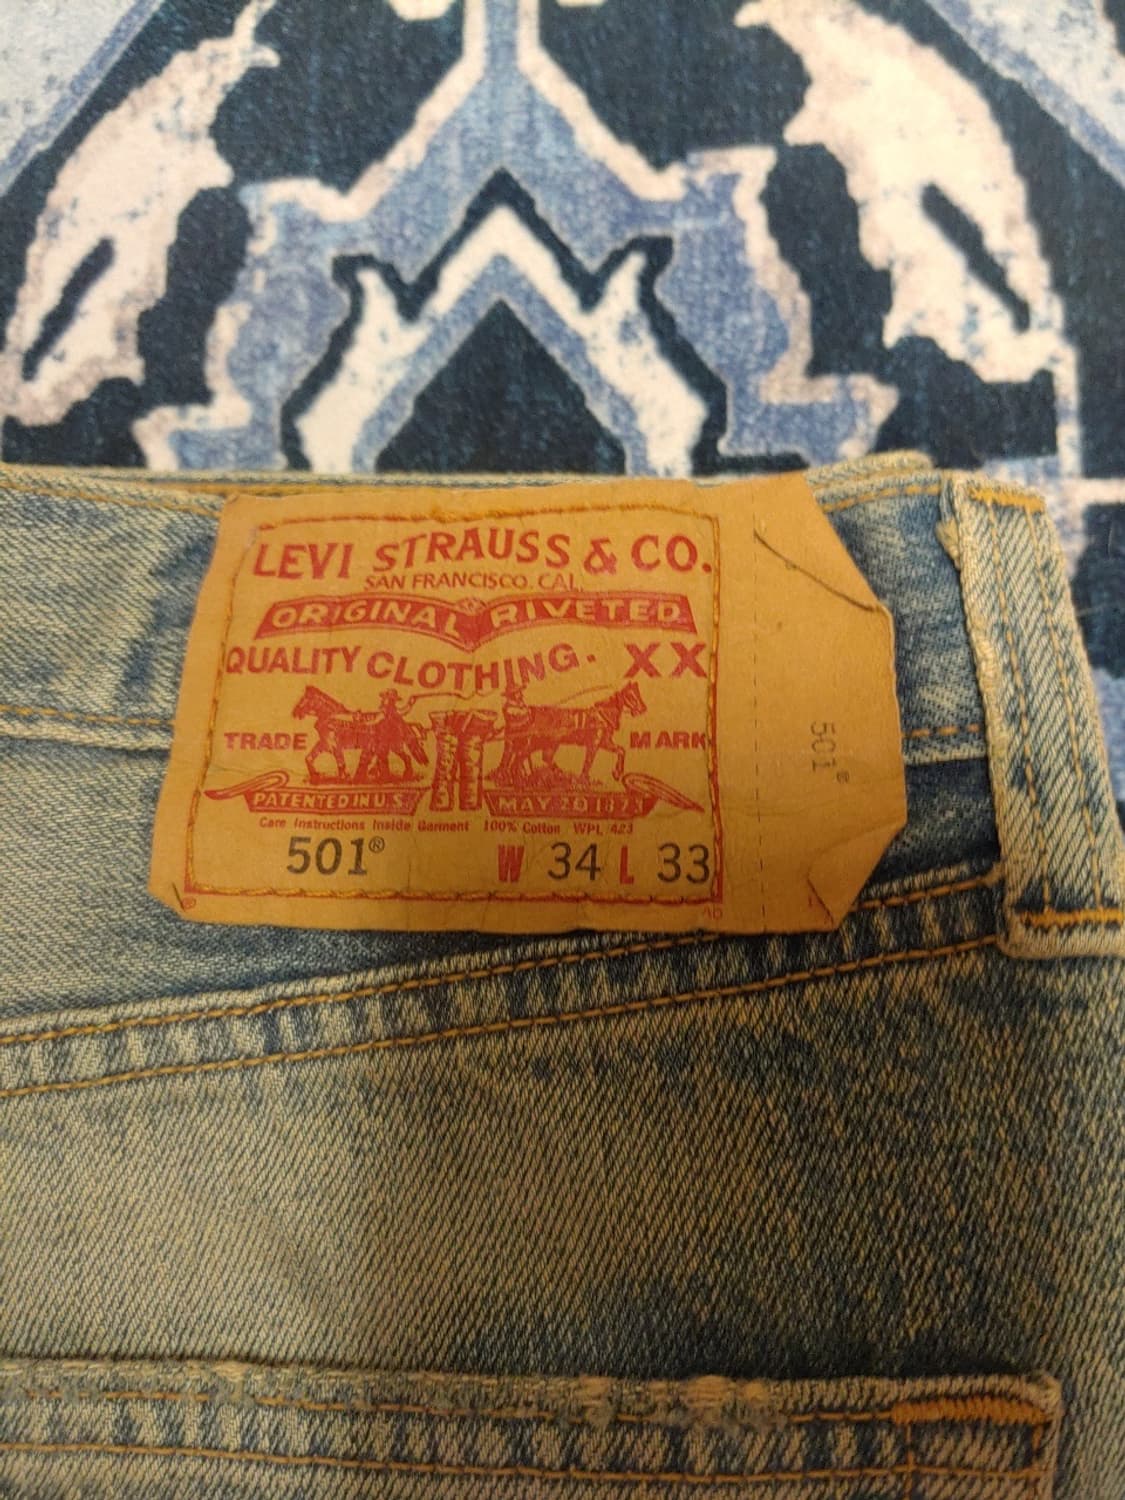 LEVI STRAUSS & CO.
SAN FRANCISCO, CAL.
ORIGINAL RIVETED
QUALITY CLOTHING. XX
TRADE MARK
PATENTED IN U.S. MAY 20 1873
Care Instructions Inside Garment 100% Cotton WPL 423
501® W 34 L 33
501®